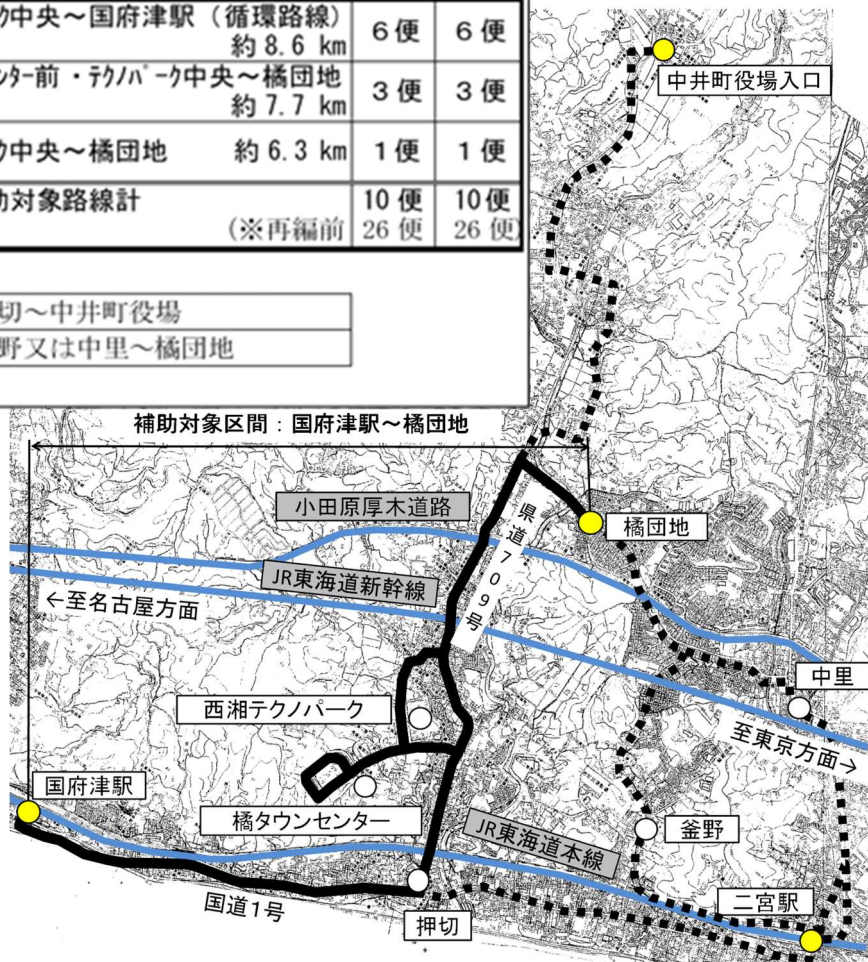 ク中央～国府津駅（循環路線）
約 8.6 km
6 便 6 便
ンター前・テクノパーク中央～橘団地
約 7.7 km
3 便 3 便
ク中央～橘団地 約 6.3 km 1 便 1 便
助対象路線計 10 便 10 便
（※再編前 26 便 26 便）
切～中井町役場
野又は中里～橘団地
中井町役場入口
補助対象区間：国府津駅～橘団地
小田原厚木道路
県道709号
橘団地
JR東海道新幹線
←至名古屋方面
中里
西湘テクノパーク
至東京方面→
国府津駅
橘タウンセンター
釜野
JR東海道本線
二宮駅
国道1号
押切